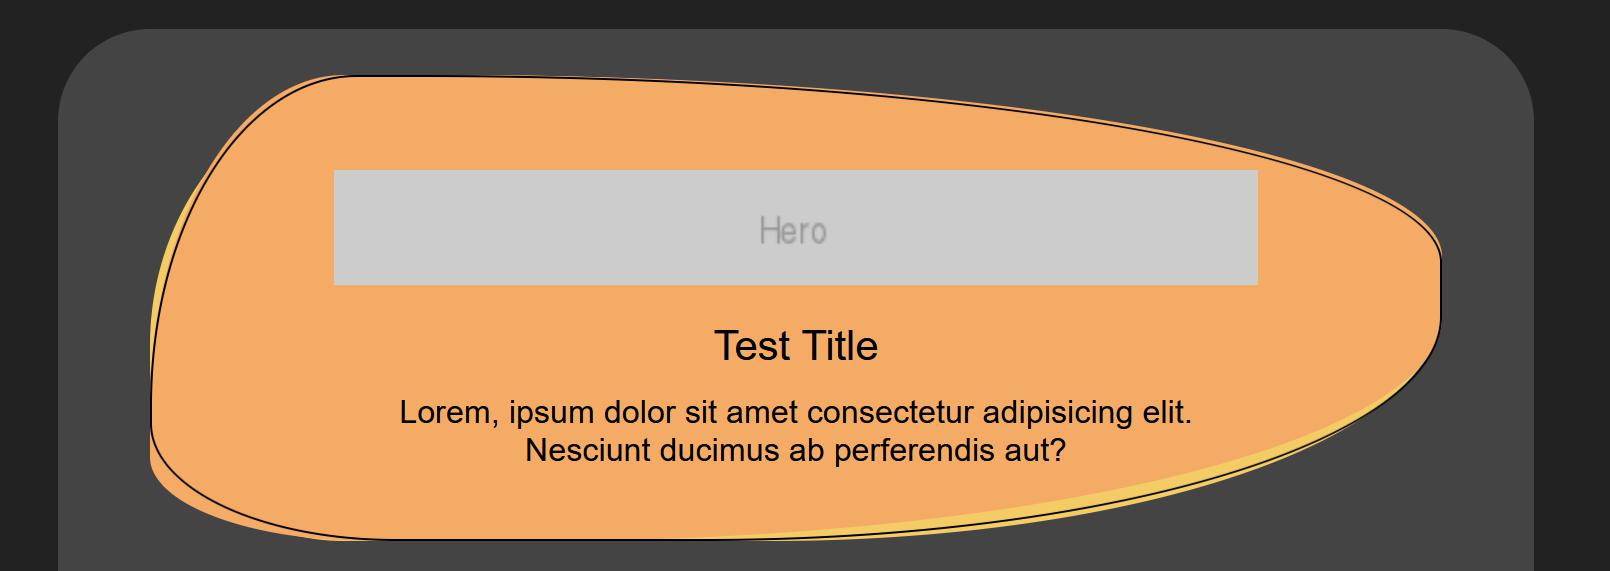 Hero
Test Title
Lorem, ipsum dolor sit amet consectetur adipisicing elit.
Nesciunt ducimus ab perferendis aut?